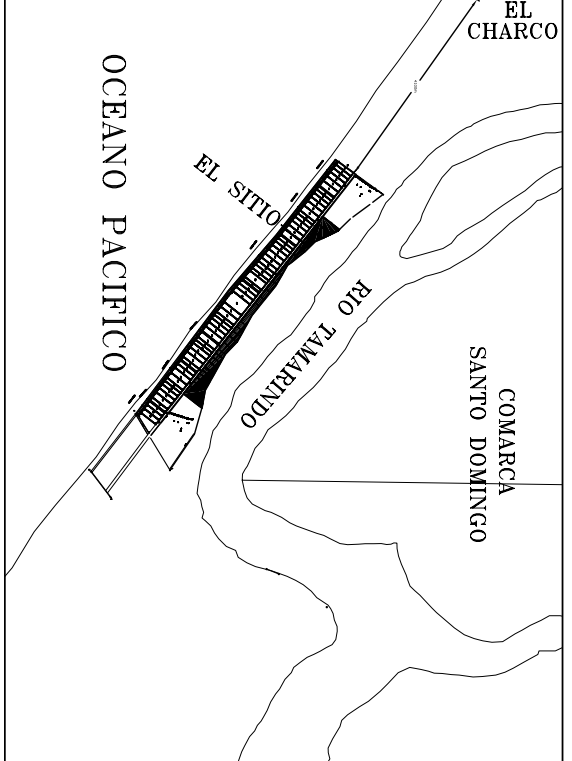 EL
CHARCO
OCEANO PACIFICO
EL SITIO
RIO TAMARINDO
COMARCA
SANTO DOMINGO